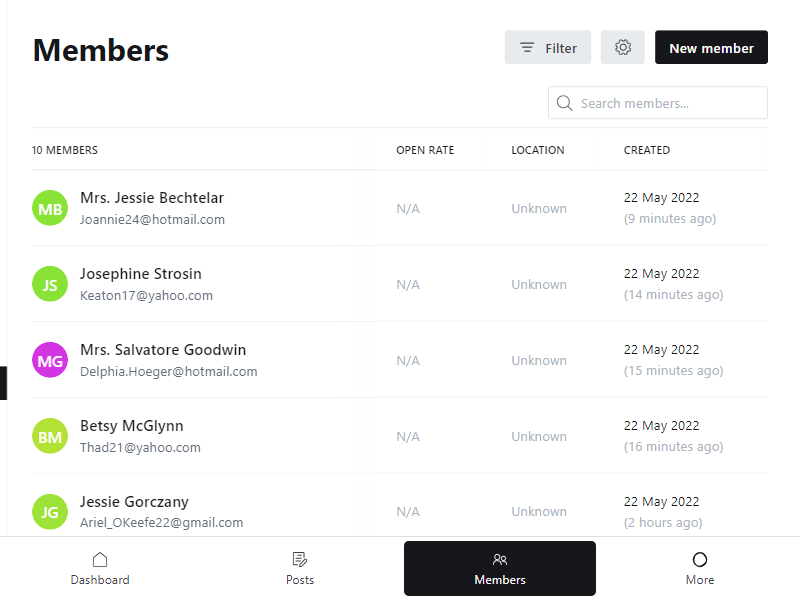 Members
Filter
New member
Search members...
10 MEMBERS OPEN RATE LOCATION CREATED
MB Mrs. Jessie Bechtelar N/A Unknown 22 May 2022
Joannie24@hotmail.com (9 minutes ago)
JS Josephine Strosin N/A Unknown 22 May 2022
Keaton17@yahoo.com (14 minutes ago)
MG Mrs. Salvatore Goodwin N/A Unknown 22 May 2022
Delphia.Hoeger@hotmail.com (15 minutes ago)
BM Betsy McGlynn N/A Unknown 22 May 2022
Thad21@yahoo.com (16 minutes ago)
JG Jessie Gorczany N/A Unknown 22 May 2022
Ariel_OKeefe22@gmail.com (2 hours ago)
Dashboard Posts Members More